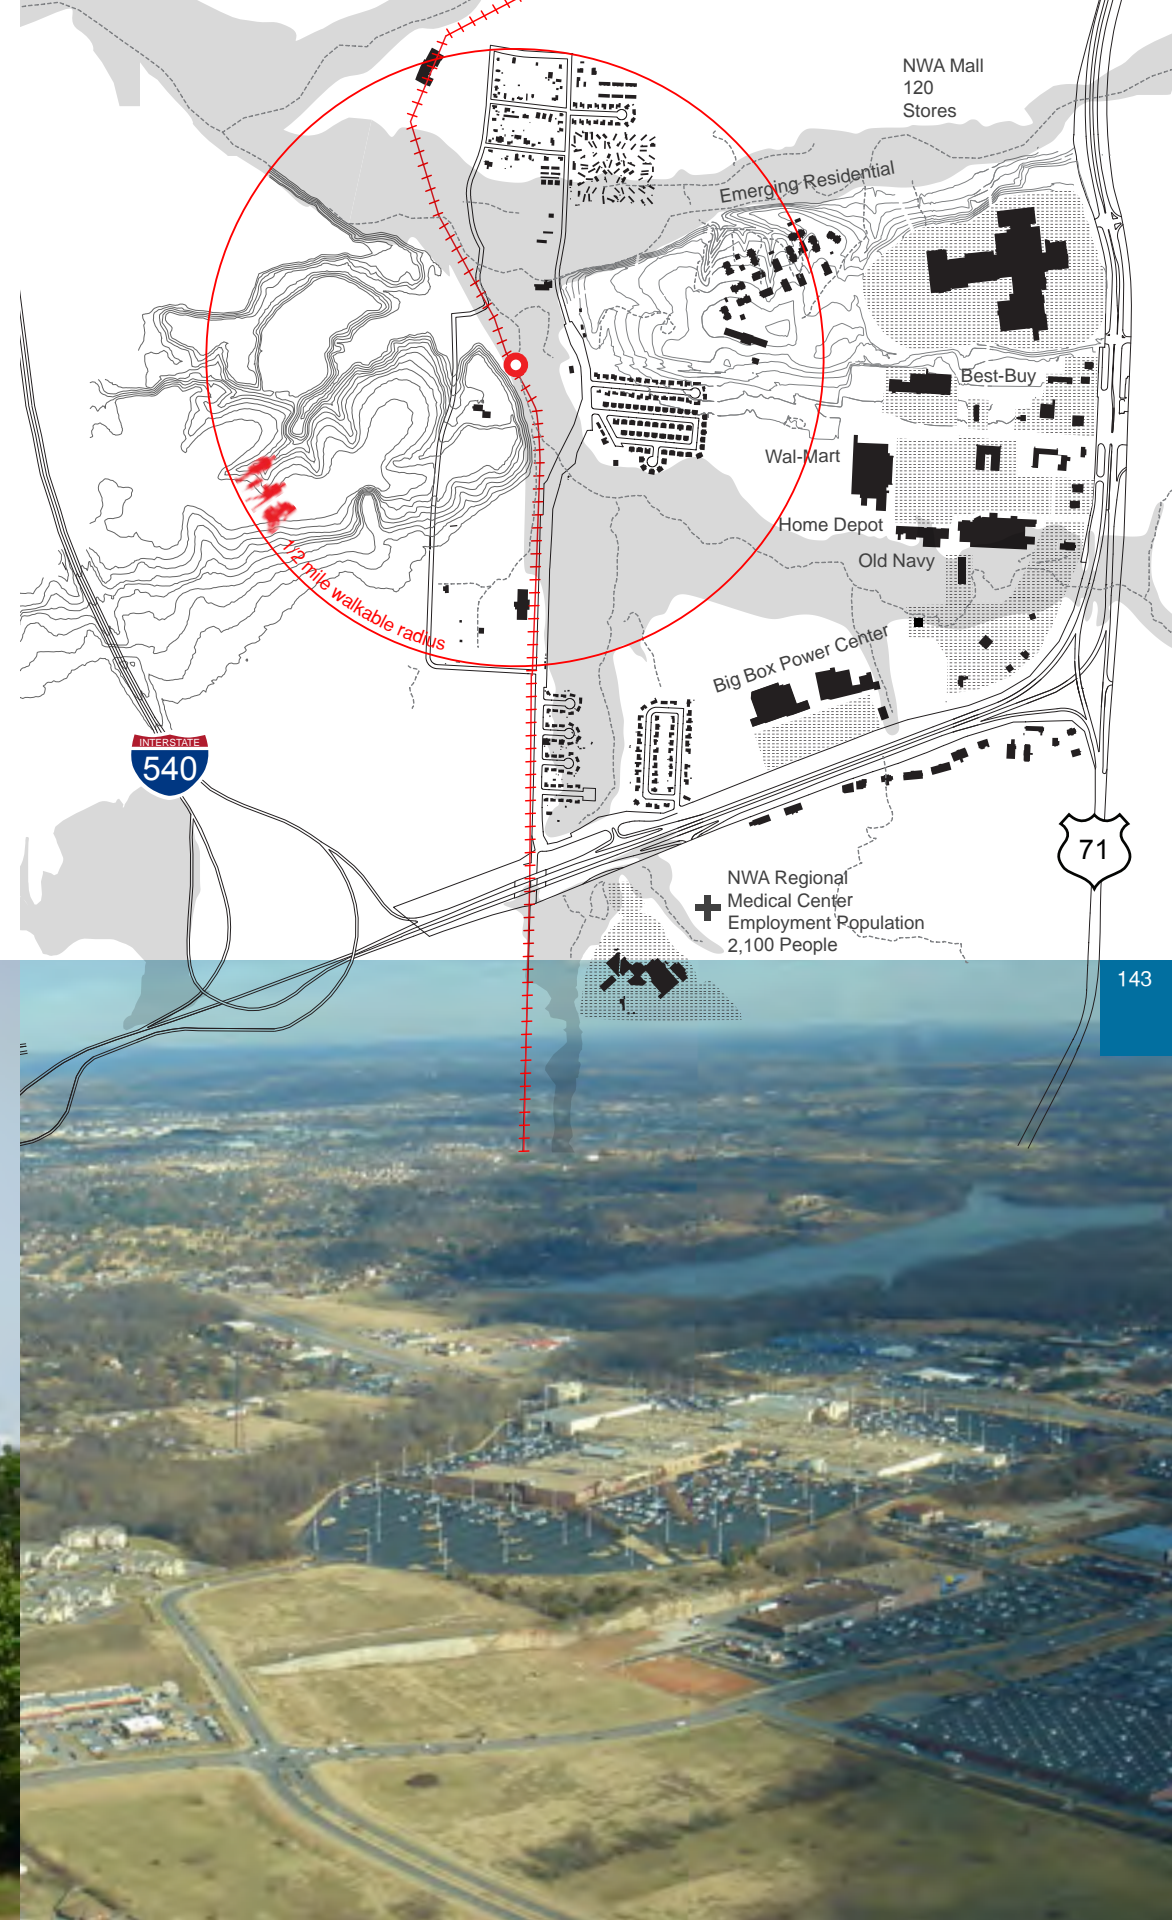 NWA Mall
120
Stores
Emerging Residential
Best-Buy
Wal-Mart
Home Depot
Old Navy
1/2 mile walkable radius
Big Box Power Center
INTERSTATE
540
71
NWA Regional
Medical Center
Employment Population
2,100 People
143